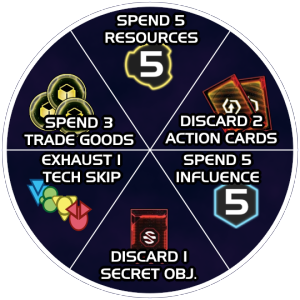 SPEND 5
RESOURCES
5
SPEND 3
TRADE GOODS
DISCARD 2
ACTION CARDS
EXHAUST 1
TECH SKIP
SPEND 5
INFLUENCE
5
DISCARD 1
SECRET OBJ.